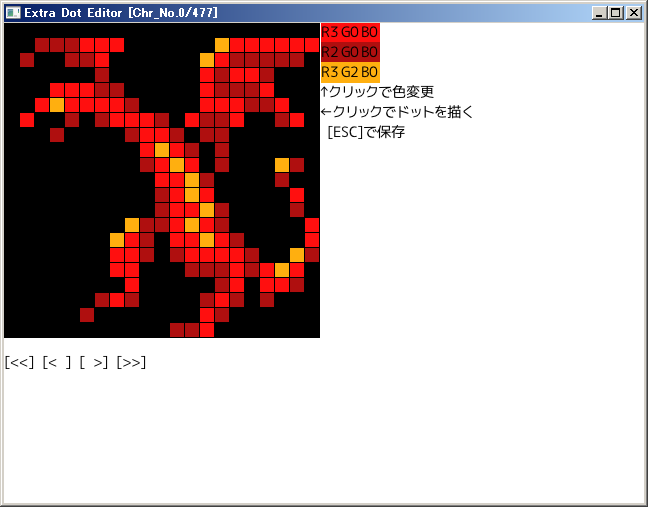 Extra Dot Editor [Chr_No.0/477]
R3 G0 B0
R2 G0 B0
R3 G2 B0
↑クリックで色変更
←クリックでドットを描く
[ESC]で保存
[<<] [< ] [ >] [>>]